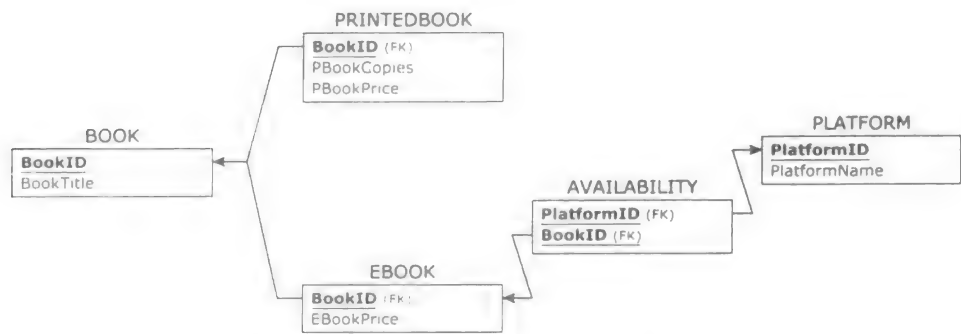 PRINTEDBOOK
BookID (FK)
PBookCopies
PBookPrice
BOOK
BookID
BookTitle
PLATFORM
PlatformID
PlatformName
AVAILABILITY
PlatformID (FK)
BookID (FK)
EBOOK
BookID (FK)
EBookPrice